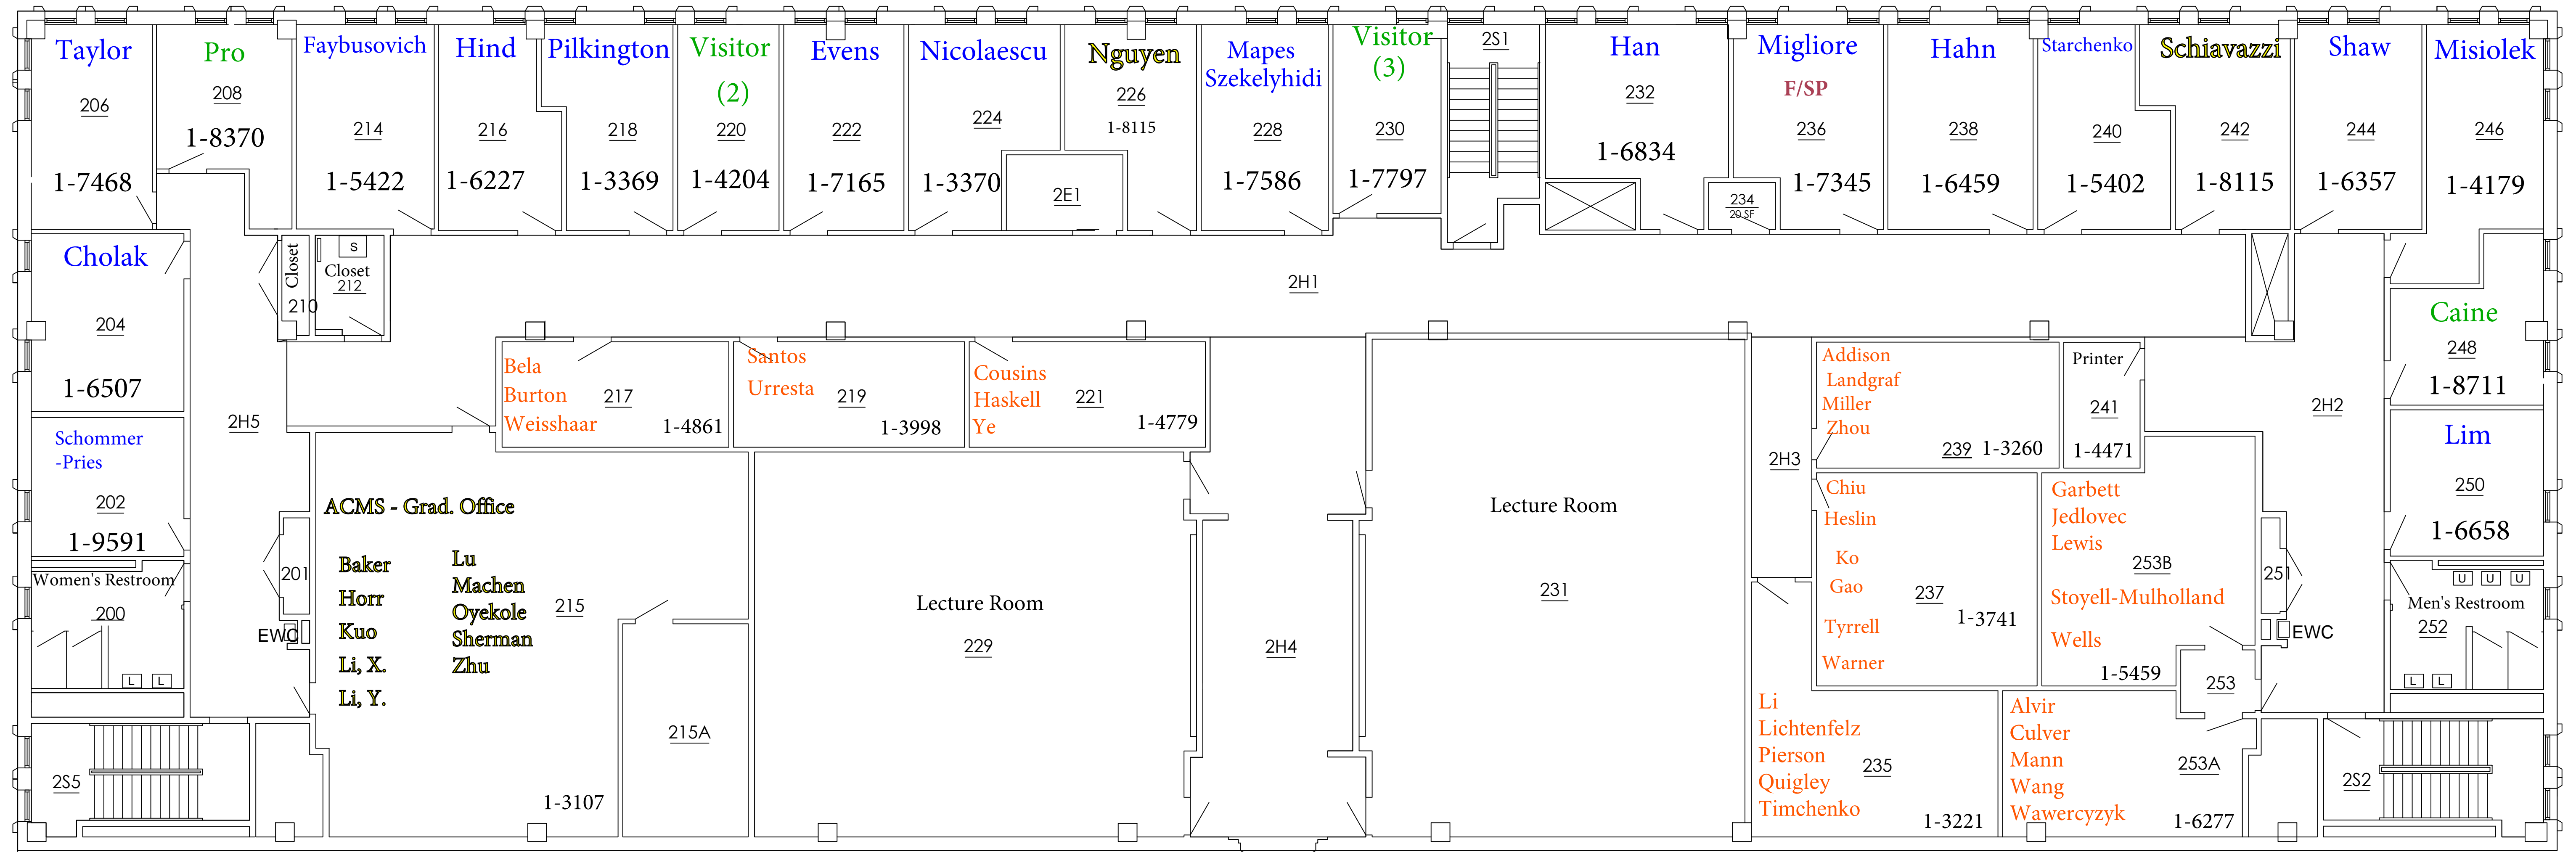 Taylor
206
1-7468
Pro
208
1-8370
Faybusovich
214
1-5422
Hind
216
1-6227
Pilkington
218
1-3369
Visitor
(2)
220
1-4204
Evens
222
1-7165
Nicolaescu
224
1-3370
2E1
Nguyen
226
1-8115
Mapes
Szekelyhidi
228
1-7586
Visitor
(3)
230
1-7797
2S1
Han
232
1-6834
234
20 SF
Migliore
F/SP
236
1-7345
Hahn
238
1-6459
Starchenko
240
1-5402
Schiavazzi
242
1-8115
Shaw
244
1-6357
Misiolek
246
1-4179
Cholak
204
1-6507
Closet
210
S
Closet
212
2H1
Caine
248
1-8711
Schommer
-Pries
202
1-9591
2H5
Bela
Burton
Weisshaar
217
1-4861
Santos
Urresta
219
1-3998
Cousins
Haskell
Ye
221
1-4779
Addison
Landgraf
Miller
Zhou
239
1-3260
Printer
241
1-4471
2H2
2H3
Lim
250
1-6658
Women's Restroom
200
L
L
201
EWC
ACMS - Grad. Office
Baker
Horr
Kuo
Li, X.
Li, Y.
Lu
Machen
Oyekole
Sherman
Zhu
215
1-3107
215A
Lecture Room
229
2H4
Lecture Room
231
Chiu
Heslin
Ko
Gao
Tyrrell
Warner
237
1-3741
Garbett
Jedlovec
Lewis
Stoyell-Mulholland
Wells
253B
1-5459
251
EWC
U
U
U
Men's Restroom
252
L
L
253
2S5
Li
Lichtenfelz
Pierson
Quigley
Timchenko
235
1-3221
Alvir
Culver
Mann
Wang
Wawercyzyk
253A
1-6277
2S2